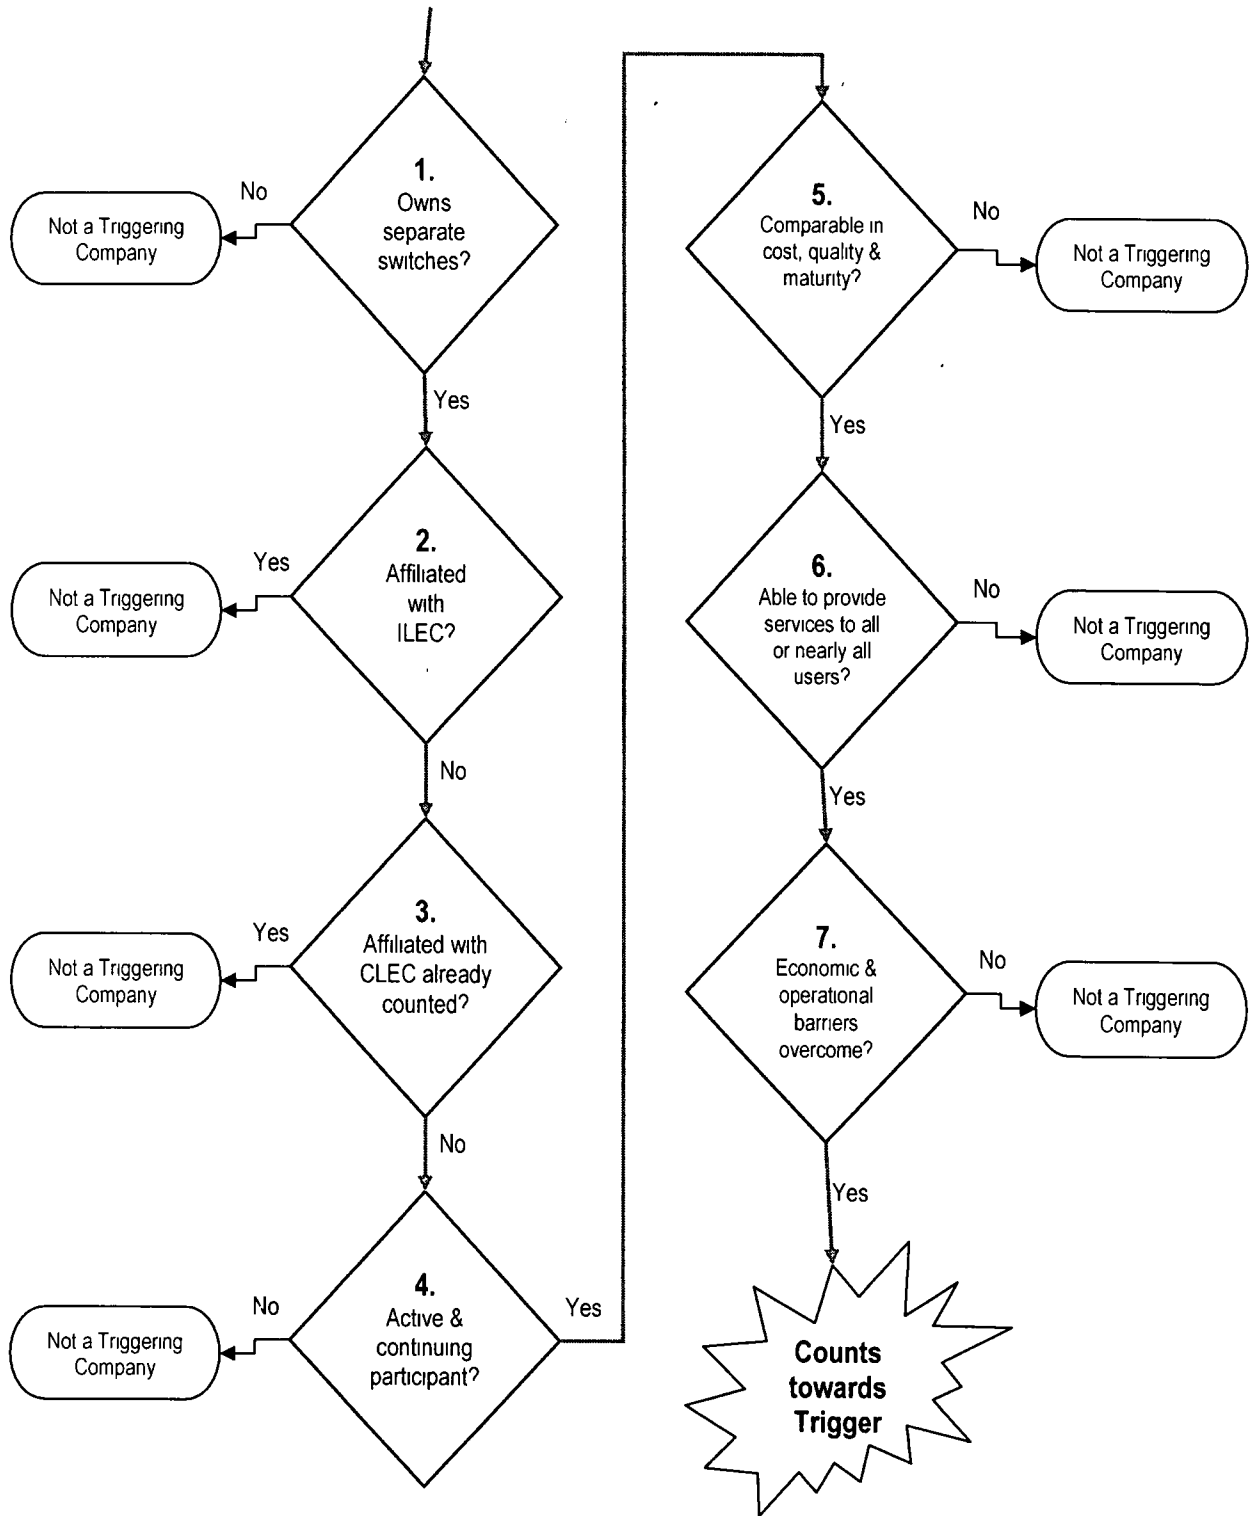 1.
Owns
separate
switches?
No
Not a Triggering
Company
Yes
2.
Affiliated
with
ILEC?
Yes
Not a Triggering
Company
No
3.
Affiliated with
CLEC already
counted?
Yes
Not a Triggering
Company
No
4.
Active &
continuing
participant?
No
Not a Triggering
Company
Yes
5.
Comparable in
cost, quality &
maturity?
No
Not a Triggering
Company
Yes
6.
Able to provide
services to all
or nearly all
users?
No
Not a Triggering
Company
Yes
7.
Economic &
operational
barriers
overcome?
No
Not a Triggering
Company
Yes
Counts
towards
Trigger